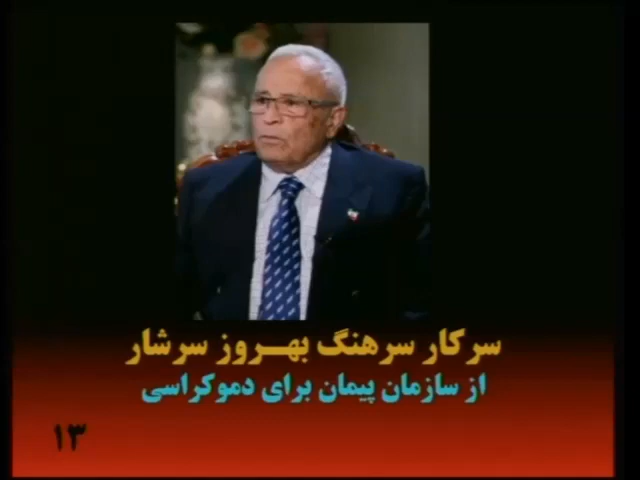 سرکار سرهنگ بهروز سرشار
از سازمان پیمان برای دموکراسی
۱۳